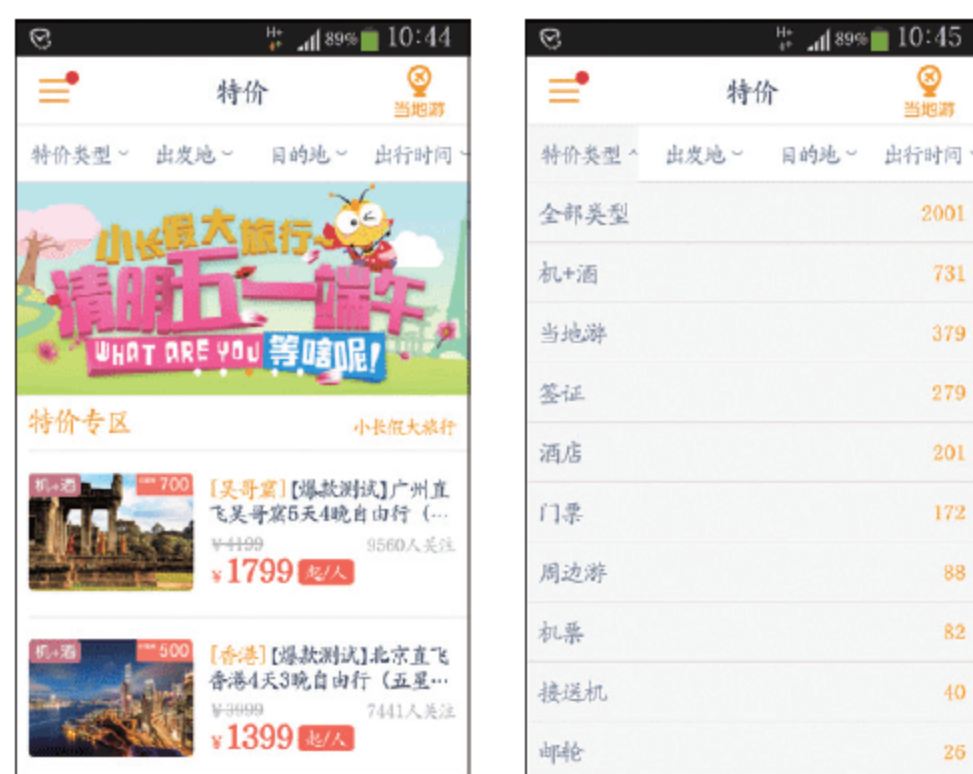 H+ 89% 10:44
特价
当地游
特价类型 出发地 目的地 出行时间
小长假大旅行
清明五一端午
WHAT ARE YOU 等啥呢!
特价专区 小长假大旅行
机+酒 700
[吴哥窟]【爆款测试】广州直
飞吴哥窟5天4晚自由行（…
¥4199 9560人关注
¥1799 起/人
机+酒 500
[香港]【爆款测试】北京直飞
香港4天3晚自由行（五星…
¥3999 7441人关注
¥1399 起/人
H+ 89% 10:45
特价
当地游
特价类型 出发地 目的地 出行时间
全部类型 2001
机+酒 731
当地游 379
签证 279
酒店 201
门票 172
周边游 88
机票 82
接送机 40
邮轮 26